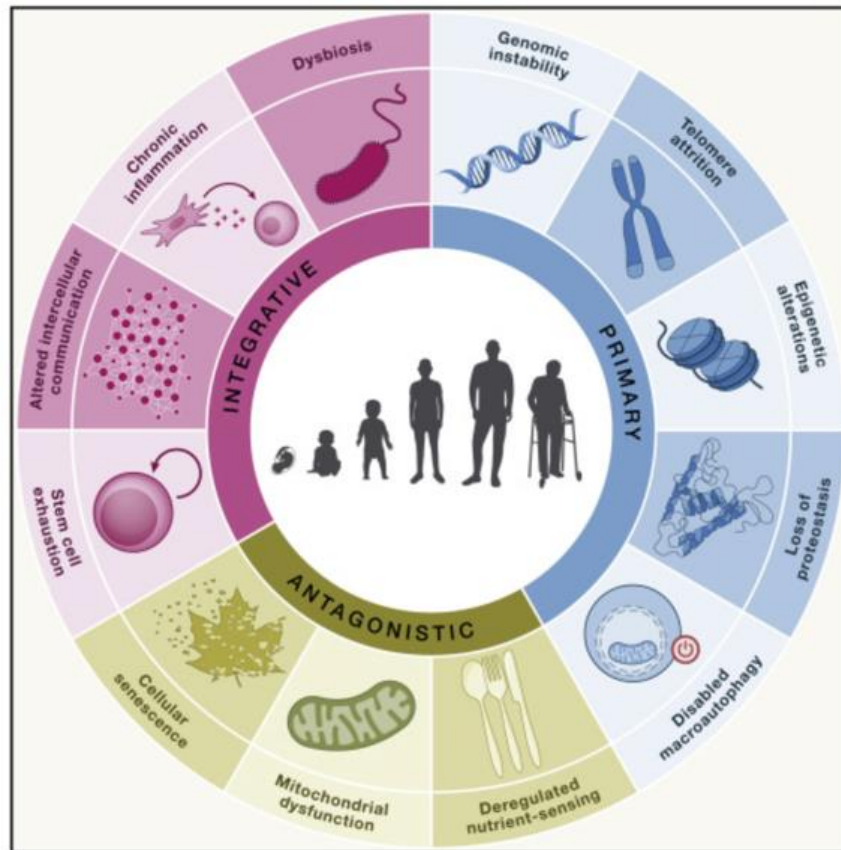 Dysbiosis
Genomic
instability
Telomere
attrition
Epigenetic
alterations
Loss of
proteostasis
Disabled
macroautophagy
Deregulated
nutrient-sensing
Mitochondrial
dysfunction
Cellular
senescence
Stem cell
exhaustion
Altered intercellular
communication
Chronic
inflammation
INTEGRATIVE
PRIMARY
ANTAGONISTIC